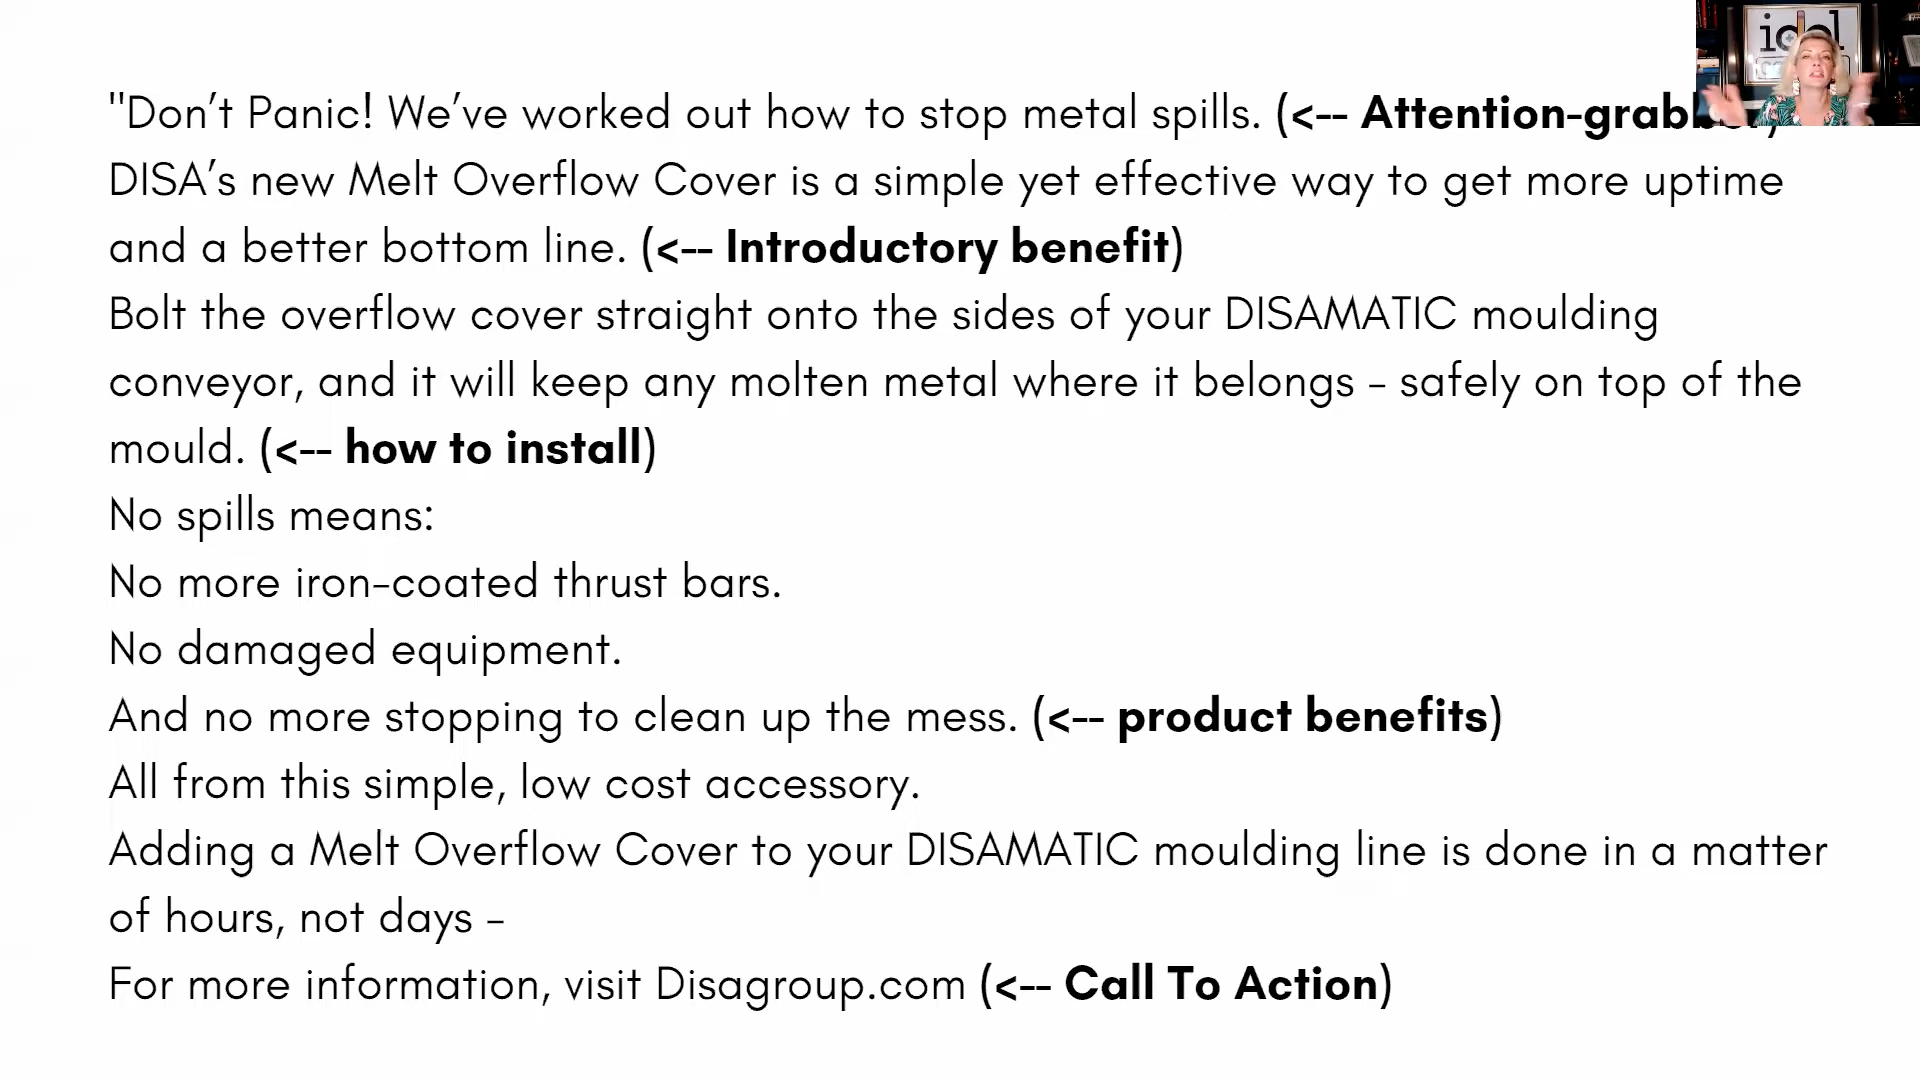 "Don't Panic! We've worked out how to stop metal spills. (<-- 
DISA's new Melt Overflow Cover is a simple yet effective way to get more uptime
and a better bottom line. (<-- Introductory benefit)
Bolt the overflow cover straight onto the sides of your DISAMATIC moulding
conveyor, and it will keep any molten metal where it belongs - safely on top of the
mould. (<-- how to install)
No spills means:
No more iron-coated thrust bars.
No damaged equipment.
And no more stopping to clean up the mess. (<-- product benefits)
All from this simple, low cost accessory.
Adding a Melt Overflow Cover to your DISAMATIC moulding line is done in a matter
of hours, not days -
For more information, visit Disagroup.com (<-- Call To Action)